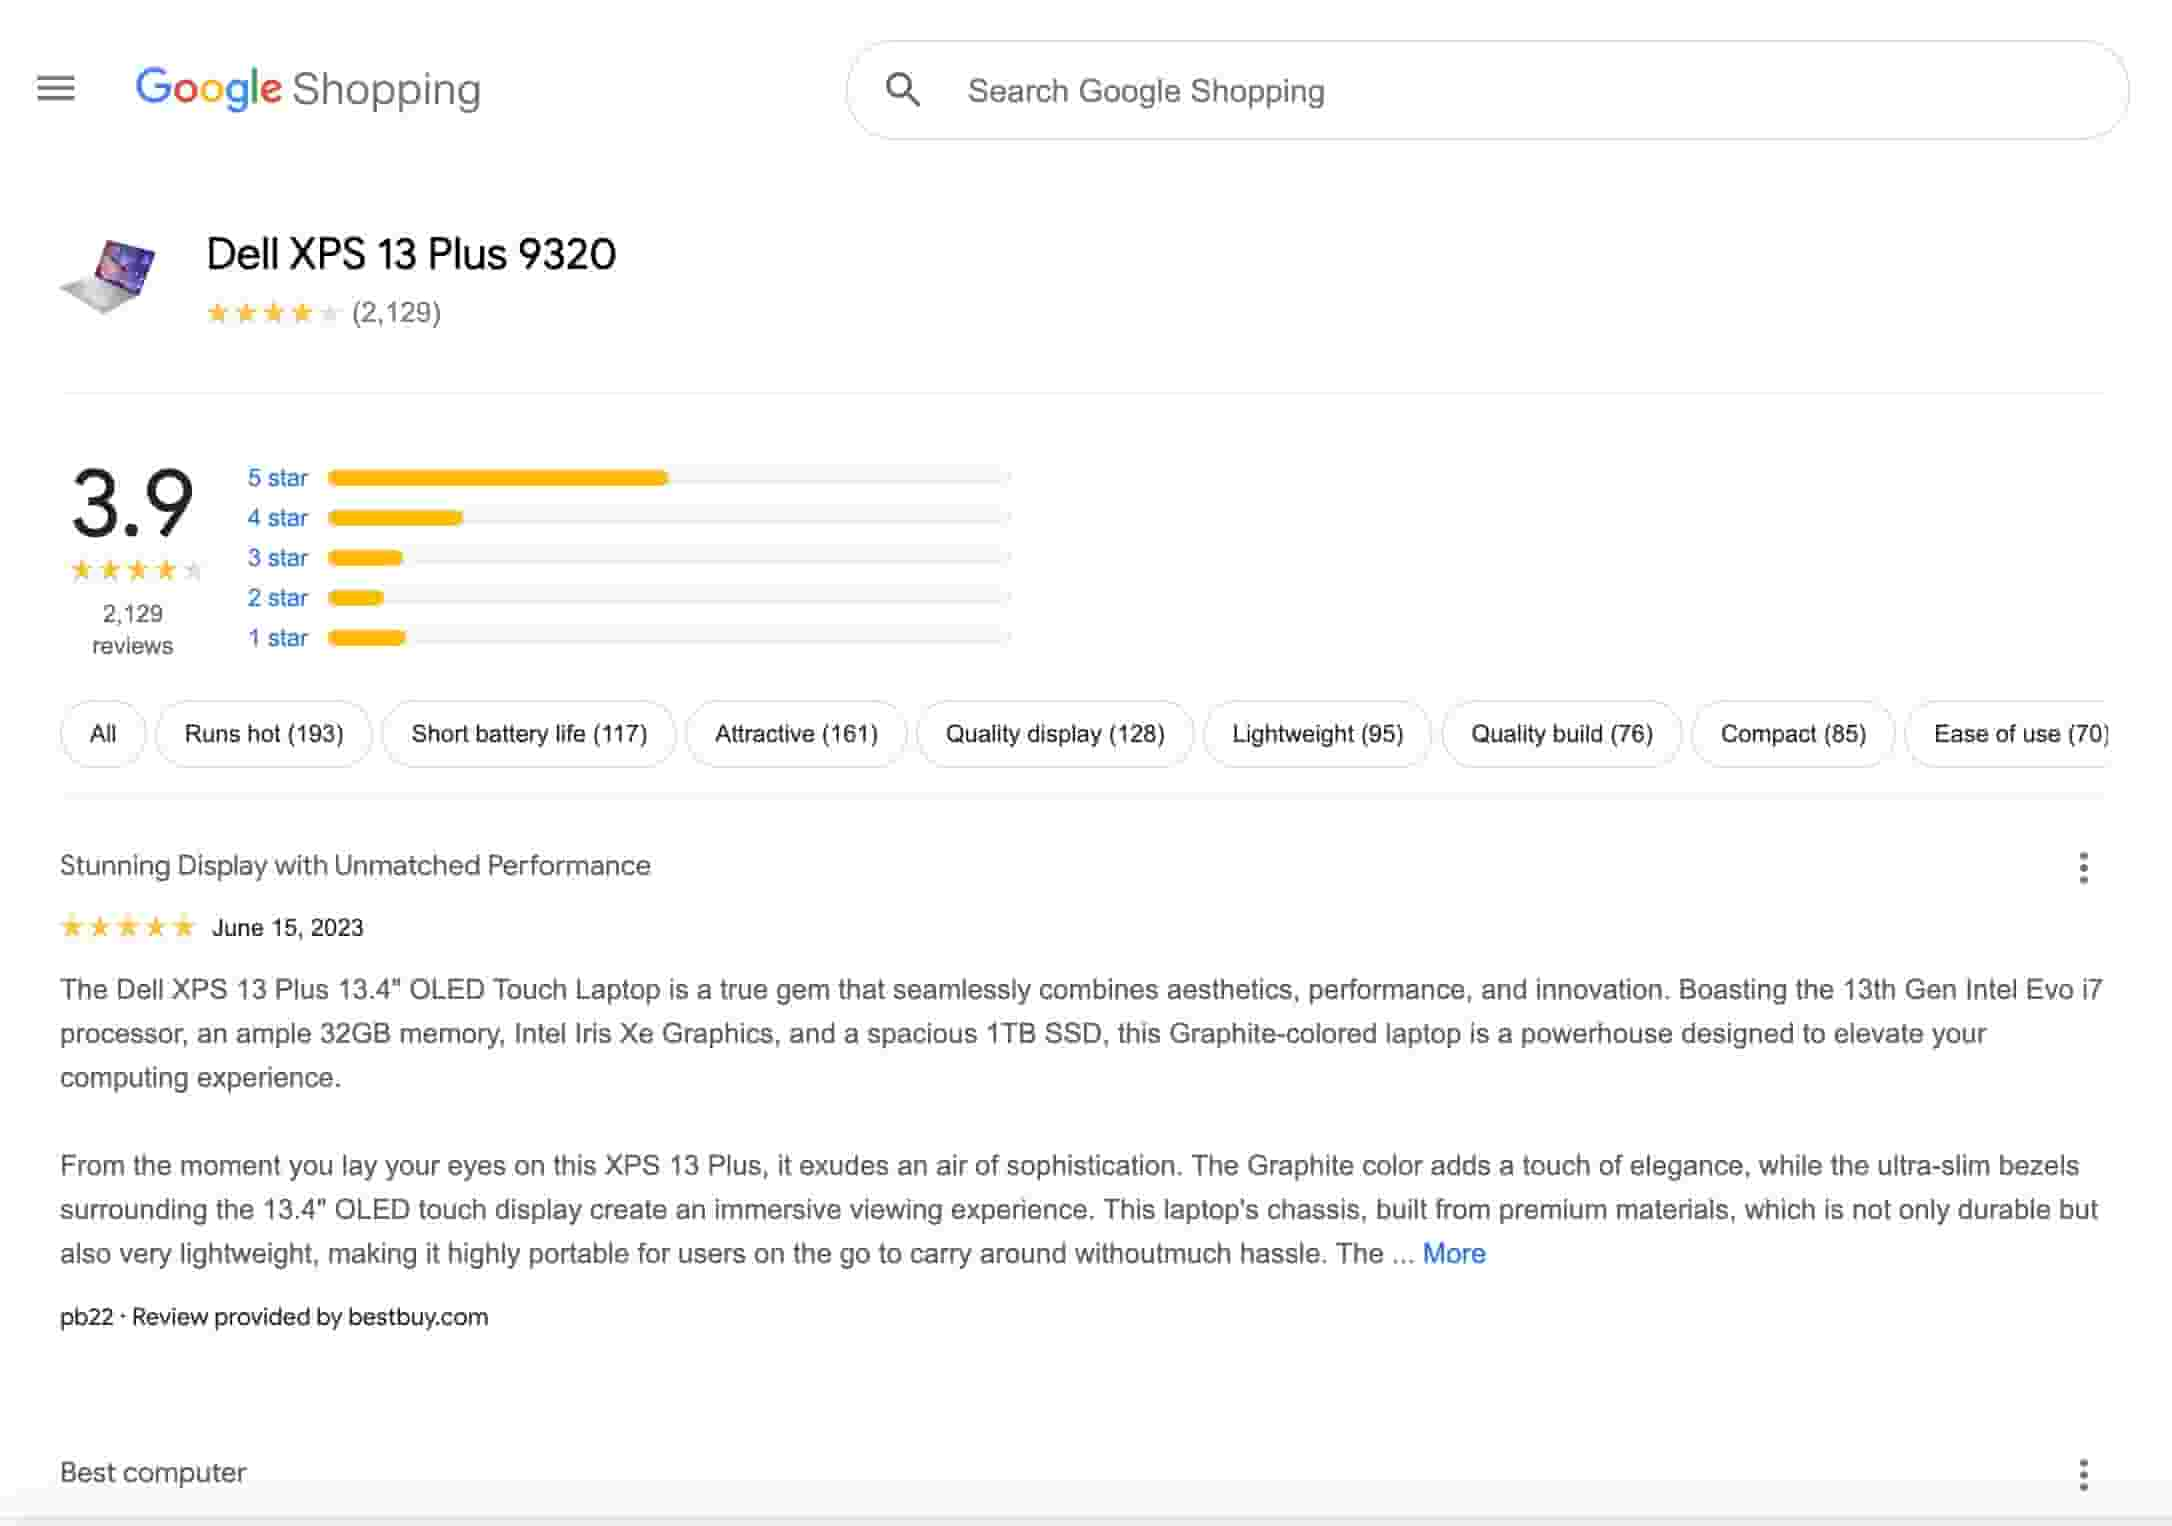 Google Shopping
Search Google Shopping
Dell XPS 13 Plus 9320
(2,129)
3.9
2,129
reviews
5 star
4 star
3 star
2 star
1 star
All
Runs hot (193)
Short battery life (117)
Attractive (161)
Quality display (128)
Lightweight (95)
Quality build (76)
Compact (85)
Ease of use (70)
Stunning Display with Unmatched Performance
June 15, 2023
The Dell XPS 13 Plus 13.4" OLED Touch Laptop is a true gem that seamlessly combines aesthetics, performance, and innovation. Boasting the 13th Gen Intel Evo i7
processor, an ample 32GB memory, Intel Iris Xe Graphics, and a spacious 1TB SSD, this Graphite-colored laptop is a powerhouse designed to elevate your
computing experience.
From the moment you lay your eyes on this XPS 13 Plus, it exudes an air of sophistication. The Graphite color adds a touch of elegance, while the ultra-slim bezels
surrounding the 13.4" OLED touch display create an immersive viewing experience. This laptop's chassis, built from premium materials, which is not only durable but
also very lightweight, making it highly portable for users on the go to carry around withoutmuch hassle. The ... More
pb22 · Review provided by bestbuy.com
Best computer